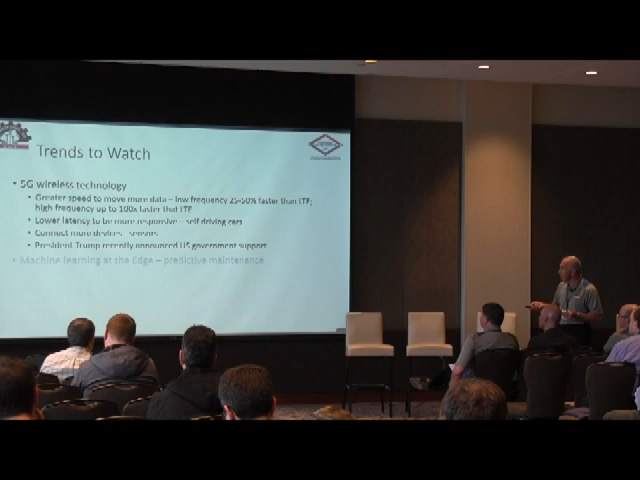 Trends to Watch
• 5G wireless technology
• Greater speed to move more data – low frequency 25-50% faster than LTE;
high frequency up to 100x faster that LTE
• Lower latency to be more responsive – self driving cars
• Connect more devices - sensors
• President Trump recently announced US government support
• Machine learning at the Edge – predictive maintenance